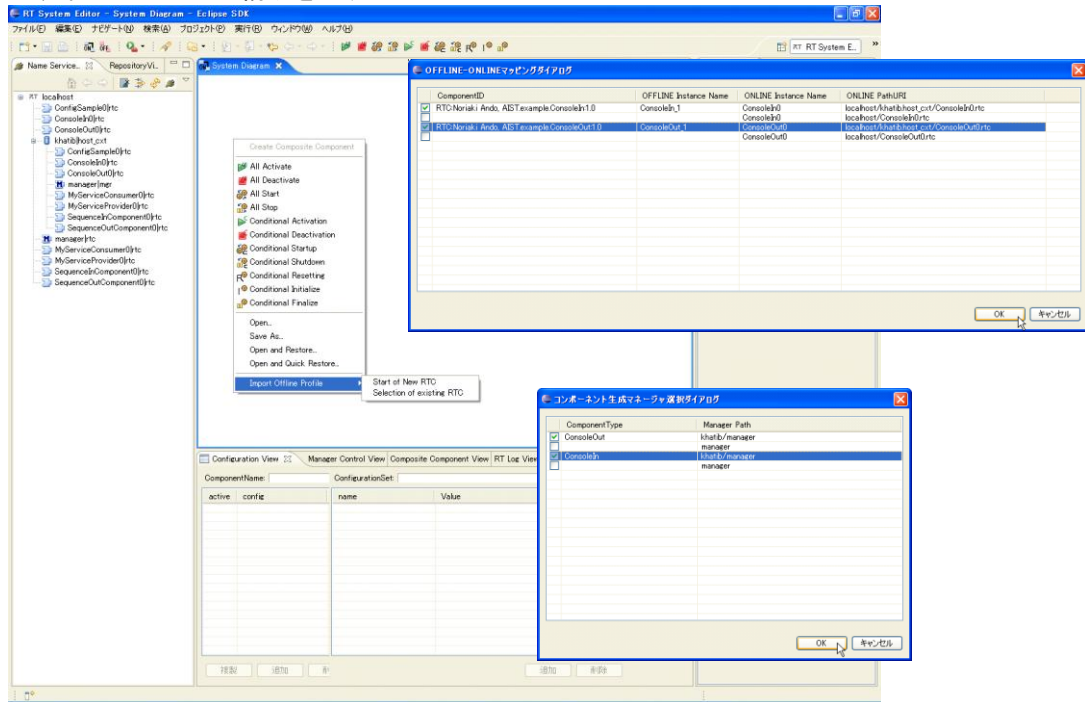 RT System Editor - System Diagram - Eclipse SDK
ファイル(F) 編集(E) ナビゲート(N) 検索(A) プロジェクト(P) 実行(R) ウィンドウ(W) ヘルプ(H)
RT System E..
Name Service..
RepositoryVi..
System Diagram
localhost
ConfigSample0|rtc
ConsoleIn0|rtc
ConsoleOut0|rtc
khatib|host_cxt
ConfigSample0|rtc
ConsoleIn0|rtc
ConsoleOut0|rtc
manager|mgr
MyServiceConsumer0|rtc
MyServiceProvider0|rtc
SequenceInComponent0|rtc
SequenceOutComponent0|rtc
manager|rtc
MyServiceConsumer0|rtc
MyServiceProvider0|rtc
SequenceInComponent0|rtc
SequenceOutComponent0|rtc
Create Composite Component
All Activate
All Deactivate
All Start
All Stop
Conditional Activation
Conditional Deactivation
Conditional Startup
Conditional Shutdown
Conditional Resetting
Conditional Initialize
Conditional Finalize
Open..
Save As..
Open and Restore..
Open and Quick Restore..
Import Offline Profile
Start of New RTC
Selection of existing RTC
OFFLINE-ONLINEマッピングダイアログ
ComponentID OFFLINE Instance Name ONLINE Instance Name ONLINE PathURI
RTC:Noriaki Ando, AIST.example.ConsoleIn:1.0 ConsoleIn_1 ConsoleIn0 localhost/khatib.host_cxt/ConsoleIn0.rtc
ConsoleIn0 localhost/ConsoleIn0.rtc
RTC:Noriaki Ando, AIST.example.ConsoleOut:1.0 ConsoleOut_1 ConsoleOut0 localhost/khatib.host_cxt/ConsoleOut0.rtc
ConsoleOut0 localhost/ConsoleOut0.rtc
OK キャンセル
コンポーネント生成マネージャ選択ダイアログ
ComponentType Manager Path
ConsoleOut khatib/manager
manager
ConsoleIn khatib/manager
manager
OK キャンセル
Configuration View Manager Control View Composite Component View RT Log View
ComponentName: ConfigurationSet:
active config name Value
複製 追加 追加 削除